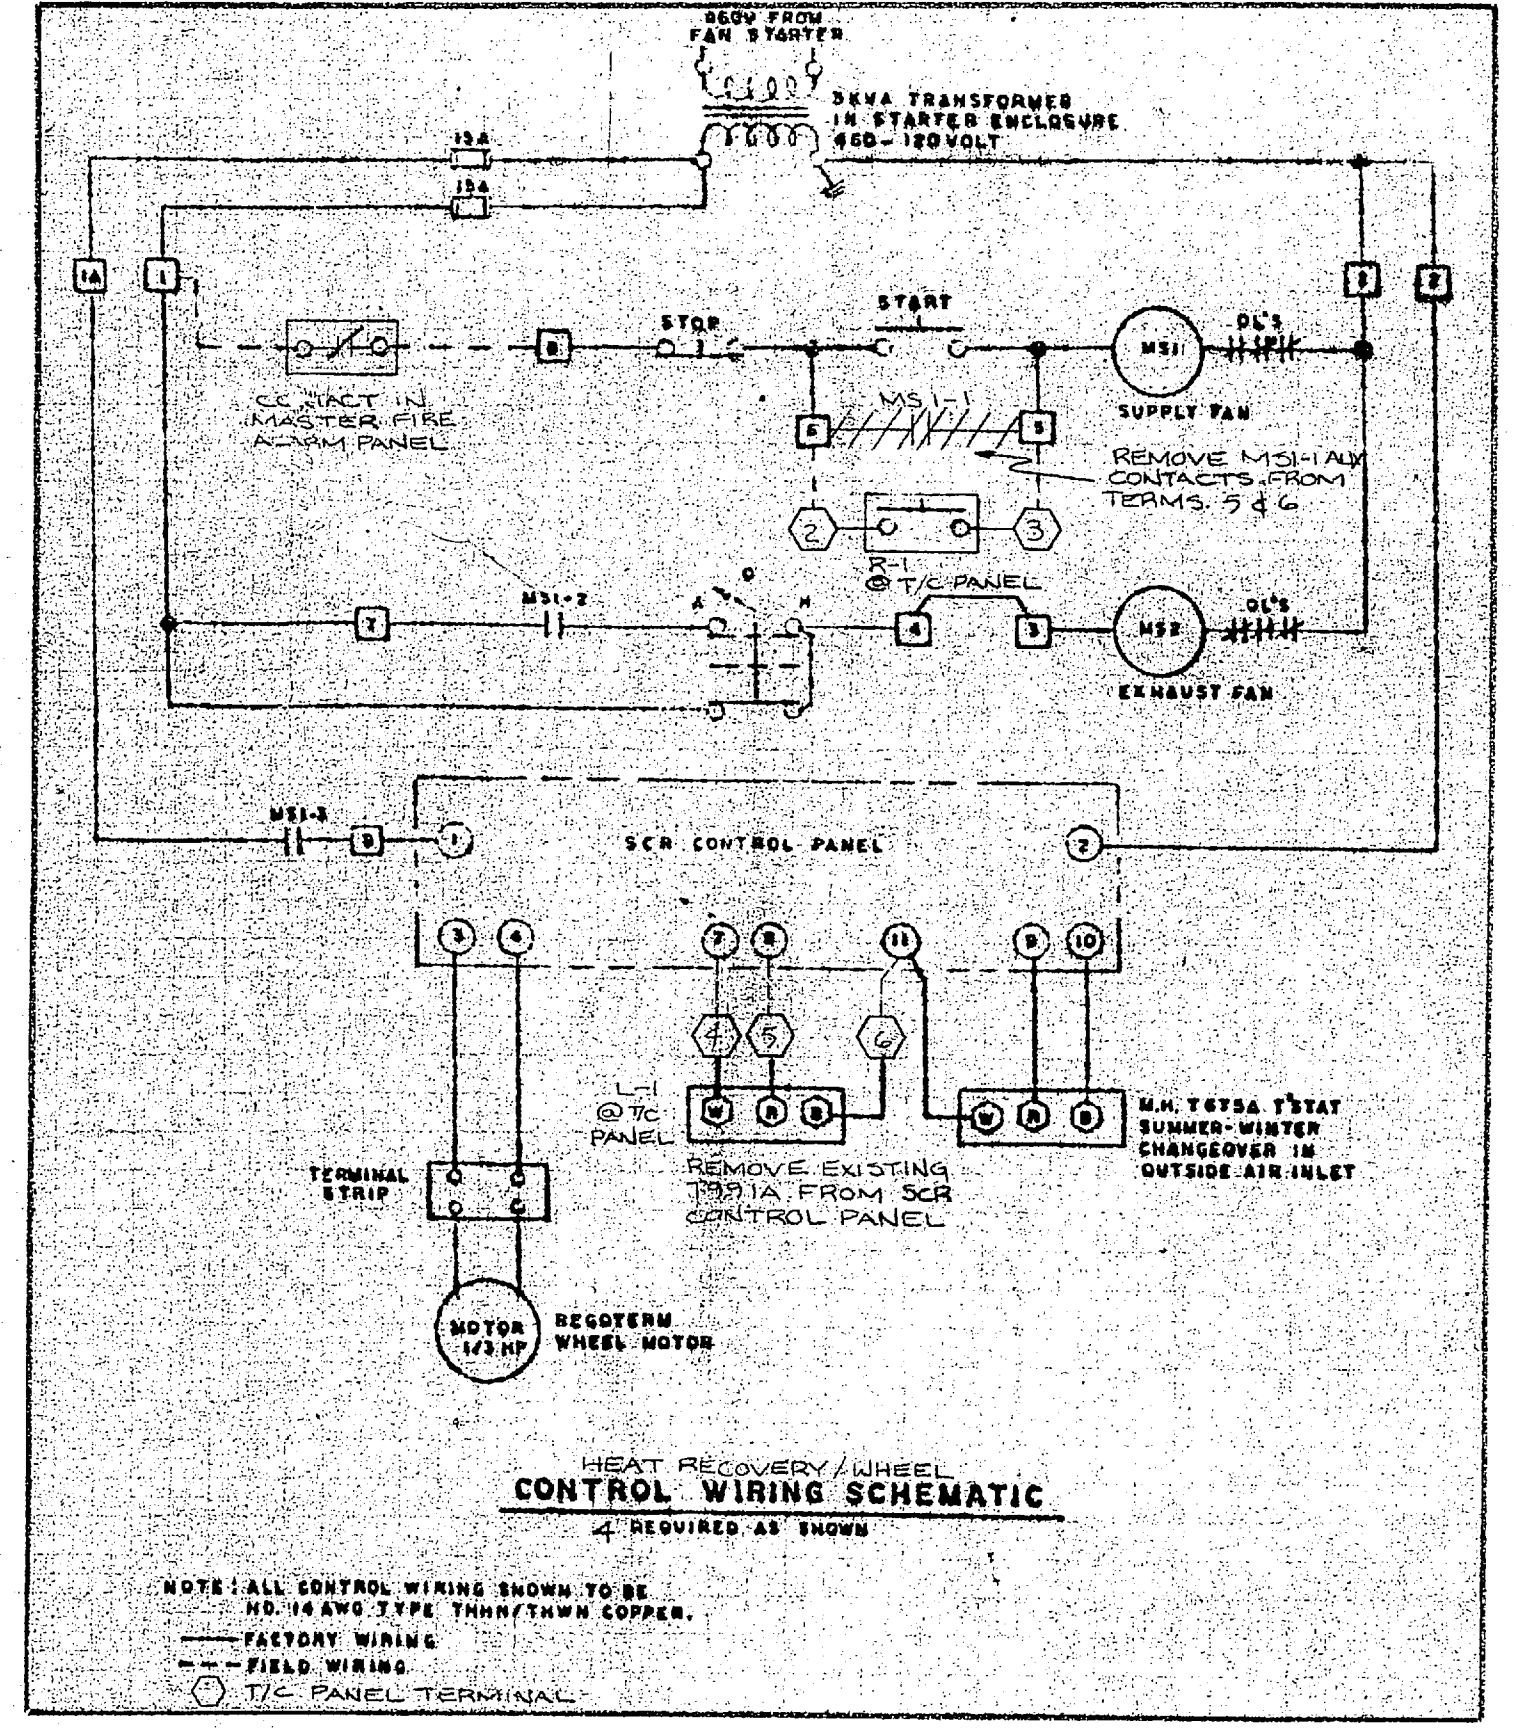 460V FROM
FAN STARTER
3KVA TRANSFORMER
IN STARTER ENCLOSURE
460-120 VOLT
15A
15A
1A
1
2
2
START
STOP
OL'S
8
MS1
SUPPLY FAN
CONTACT IN
MASTER FIRE
ALARM PANEL
MS1-1
6
5
REMOVE MS1-1 AUX
CONTACTS FROM
TERMS. 5 & 6
2
3
R-1
@ T/C PANEL
MS1-2
A
O
H
7
4
3
MS2
OL'S
EXHAUST FAN
MS1-3
9
1
SCR CONTROL PANEL
2
3
4
7
8
11
9
10
4
5
6
L-1
@ T/C
PANEL
W
R
B
W
R
B
M.H. T675A T'STAT
SUMMER-WINTER
CHANGEOVER IN
OUTSIDE AIR INLET
REMOVE EXISTING
T991A FROM SCR
CONTROL PANEL
TERMINAL
STRIP
MOTOR
1/3 HP
REGOTERM
WHEEL MOTOR
HEAT RECOVERY/WHEEL
CONTROL WIRING SCHEMATIC
4 REQUIRED AS SHOWN
NOTE: ALL CONTROL WIRING SHOWN TO BE
NO. 14 AWG TYPE THHN/THWN COPPER.
FACTORY WIRING
FIELD WIRING
T/C PANEL TERMINAL